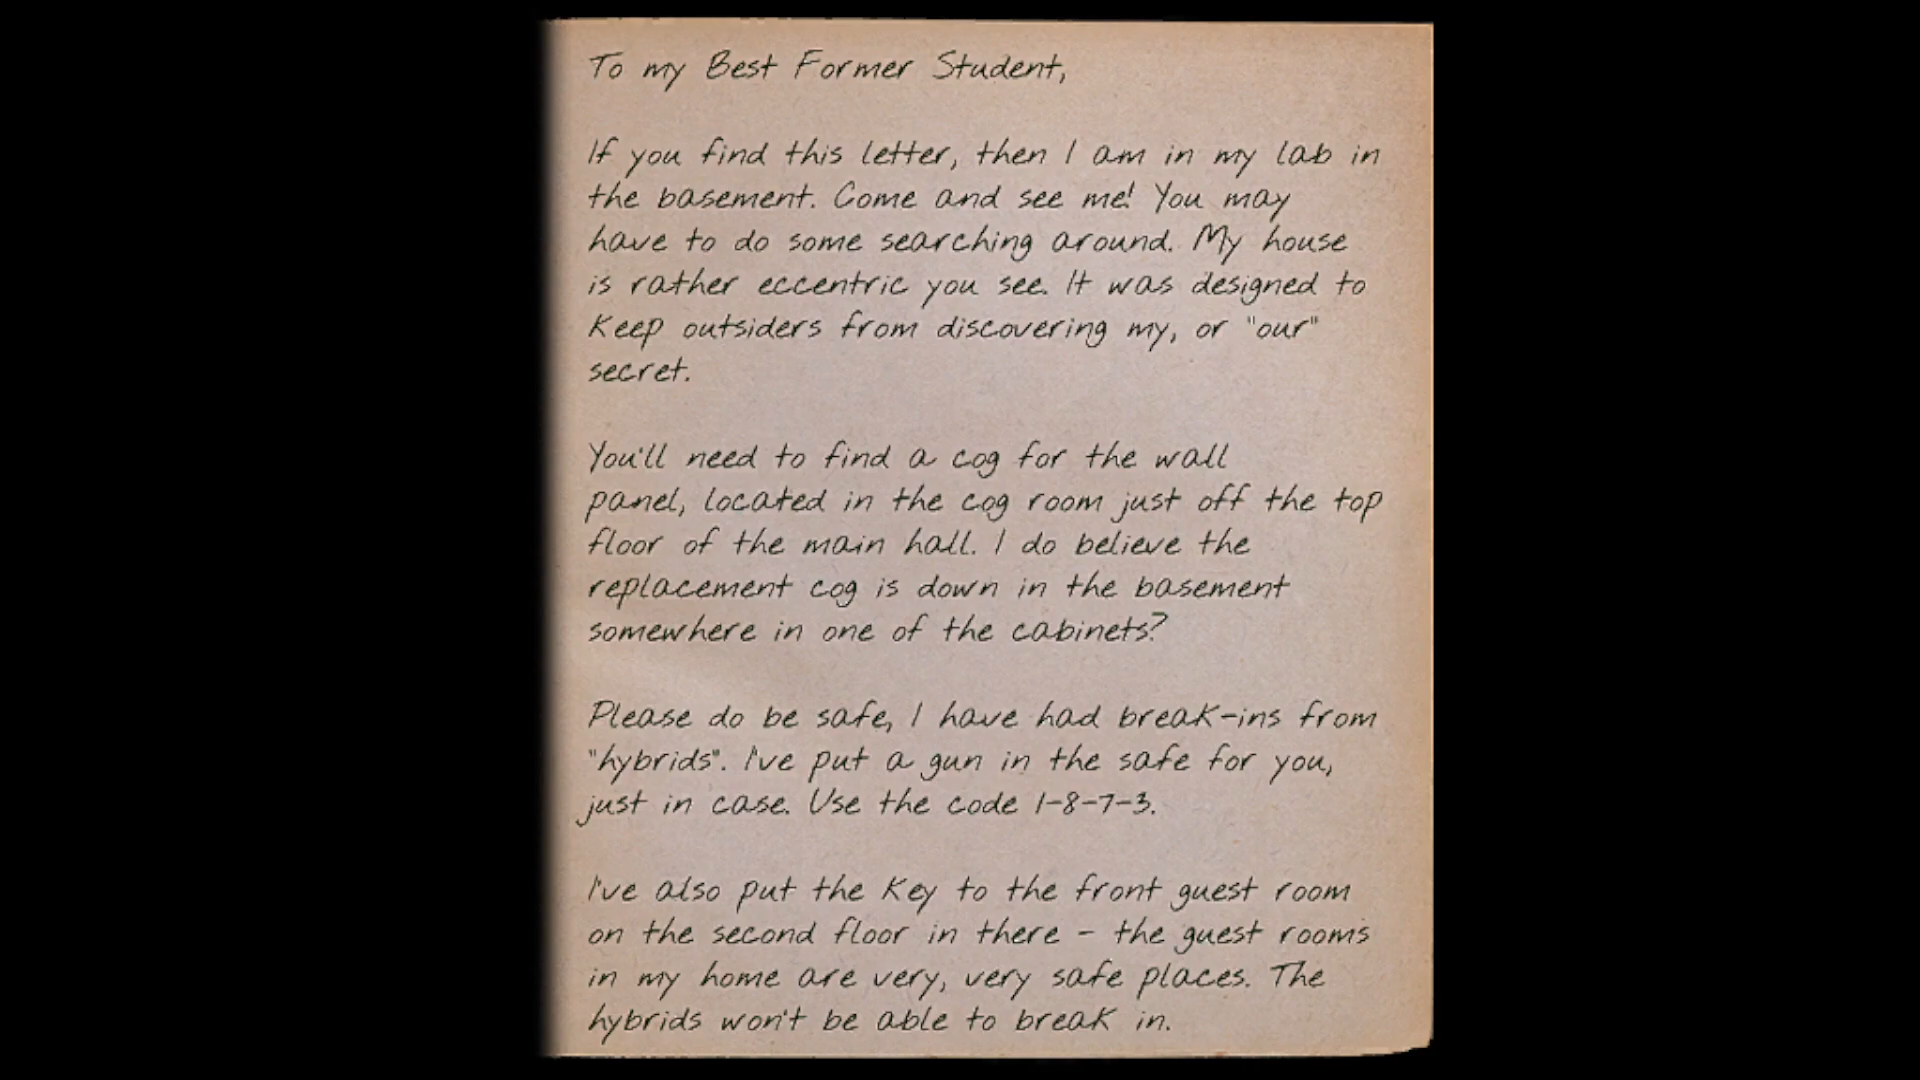 To my Best Former Student,
If you find this letter, then I am in my lab in
the basement. Come and see me! You may
have to do some searching around. My house
is rather eccentric you see. It was designed to
keep outsiders from discovering my, or "our"
secret.
You'll need to find a cog for the wall
panel, located in the cog room just off the top
floor of the main hall. I do believe the
replacement cog is down in the basement
somewhere in one of the cabinets?
Please do be safe, I have had break-ins from
"hybrids". I've put a gun in the safe for you,
just in case. Use the code 1-8-7-3.
I've also put the key to the front guest room
on the second floor in there - the guest rooms
in my home are very, very safe places. The
hybrids won't be able to break in.